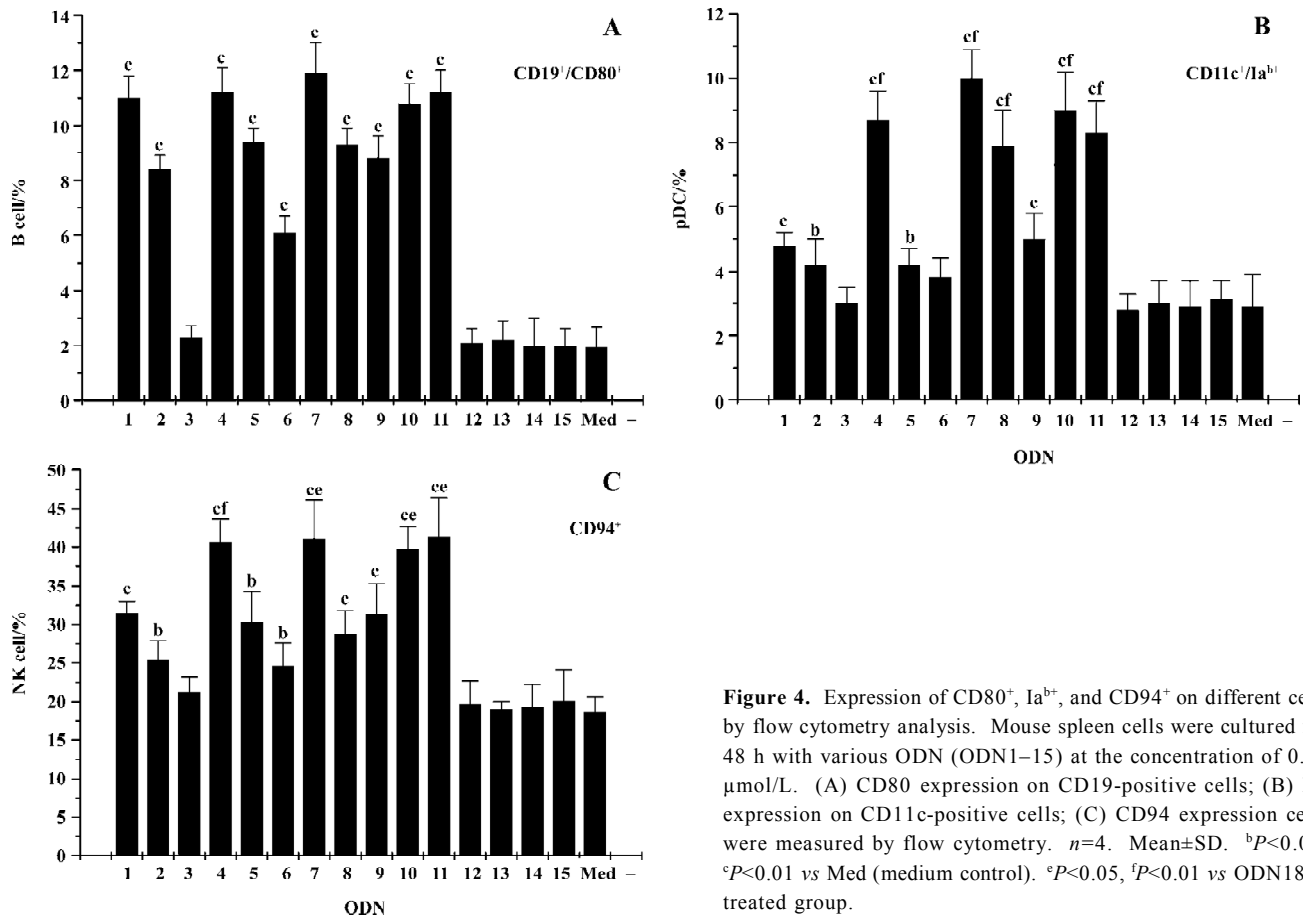 A
CD19⁺/CD80⁺
B cell/%
14
12
10
8
6
4
2
0
c c c c c c c c c c
1 2 3 4 5 6 7 8 9 10 11 12 13 14 15 Med –
B
CD11c⁺/Iaᵇ⁺
pDC/‰
12
10
8
6
4
2
0
c b cf b cf cf c cf cf
1 2 3 4 5 6 7 8 9 10 11 12 13 14 15 Med –
ODN
C
CD94⁺
NK cell/%
50
45
40
35
30
25
20
15
10
5
0
c b cf b b ce c c ce ce
1 2 3 4 5 6 7 8 9 10 11 12 13 14 15 Med –
ODN
Figure 4. Expression of CD80⁺, Iaᵇ⁺, and CD94⁺ on different
by flow cytometry analysis. Mouse spleen cells were cultured
48 h with various ODN (ODN1–15) at the concentration of 0.
µmol/L. (A) CD80 expression on CD19-positive cells; (B)
expression on CD11c-positive cells; (C) CD94 expression
were measured by flow cytometry. n=4. Mean±SD. ᵇP<0.0
ᶜP<0.01 vs Med (medium control). ᵉP<0.05, ᶠP<0.01 vs ODN18
treated group.